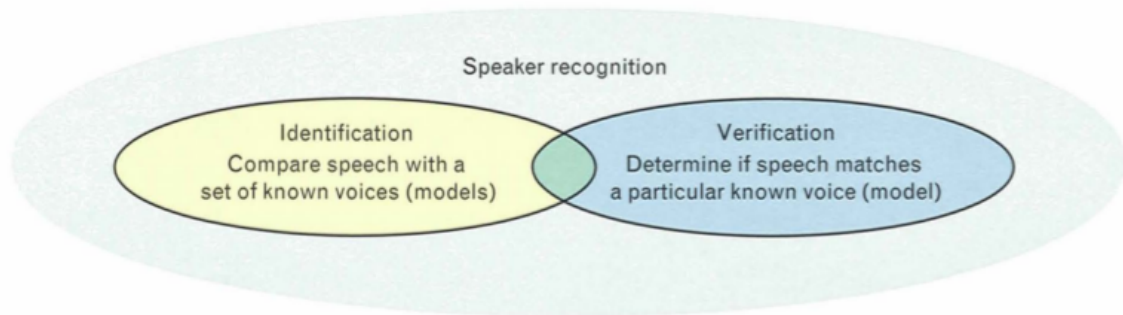 Speaker recognition
Identification
Compare speech with a
set of known voices (models)
Verification
Determine if speech matches
a particular known voice (model)